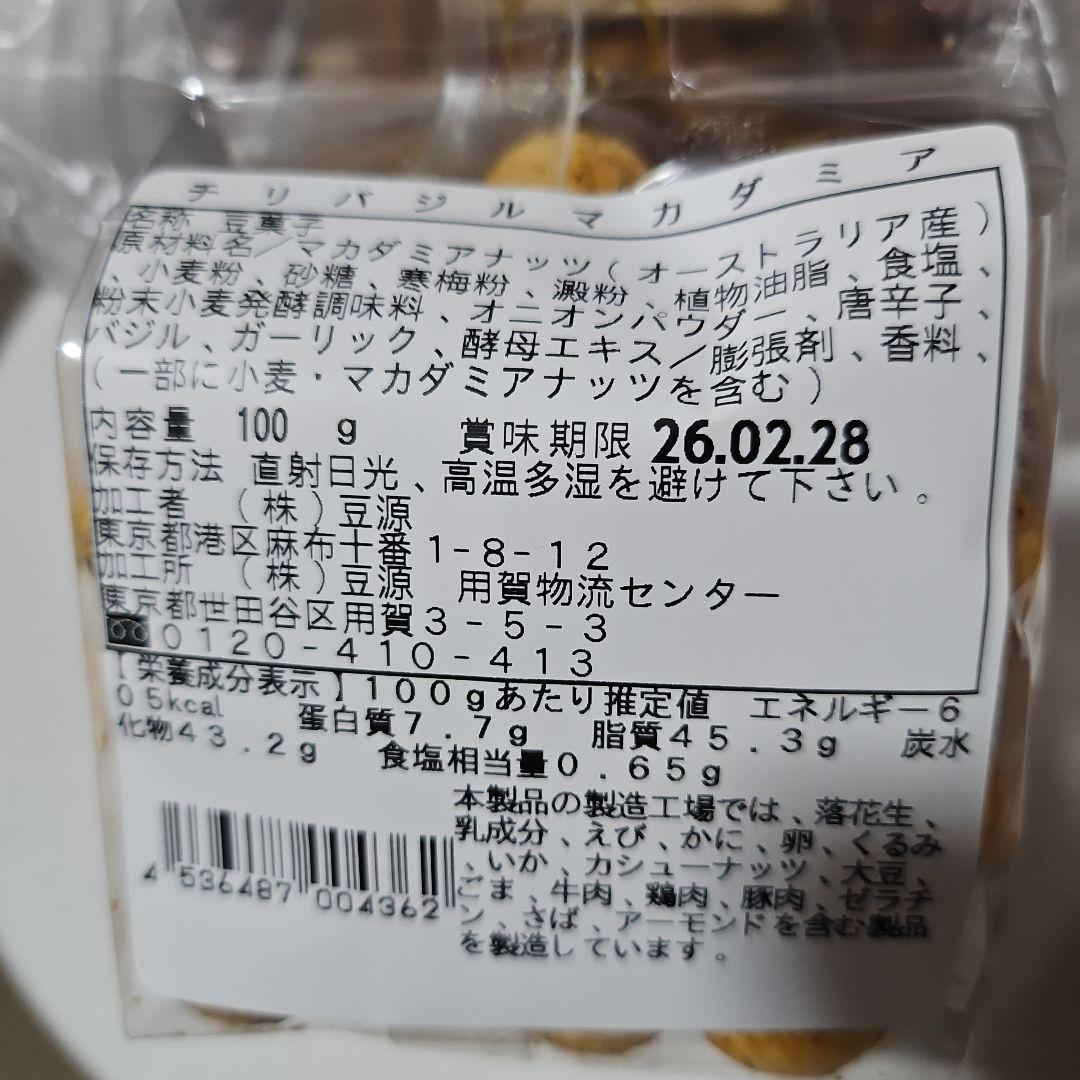 チリバジルマカダミア
名称 豆菓子
原材料名／マカダミアナッツ（オーストラリア産）
、小麦粉、砂糖、寒梅粉、澱粉、植物油脂、食塩、
粉末小麦発酵調味料、オニオンパウダー、唐辛子、
バジル、ガーリック、酵母エキス／膨張剤、香料、
（一部に小麦・マカダミアナッツを含む）
内容量 100 g 賞味期限 26.02.28
保存方法 直射日光、高温多湿を避けて下さい。
加工者 （株）豆源
東京都港区麻布十番１-８-１２
加工所 （株）豆源 用賀物流センター
東京都世田谷区用賀３-５-３
０１２０-４１０-４１３
【栄養成分表示】１００ｇあたり推定値 エネルギー６
０５kcal 蛋白質７．７ｇ 脂質４５．３ｇ 炭水
化物４３．２ｇ 食塩相当量０．６５ｇ
本製品の製造工場では、落花生、
乳成分、えび、かに、卵、くるみ
、いか、カシューナッツ、大豆、
ごま、牛肉、鶏肉、豚肉、ゼラチ
ン、さば、アーモンドを含む製品
を製造しています。
4 536487 004362